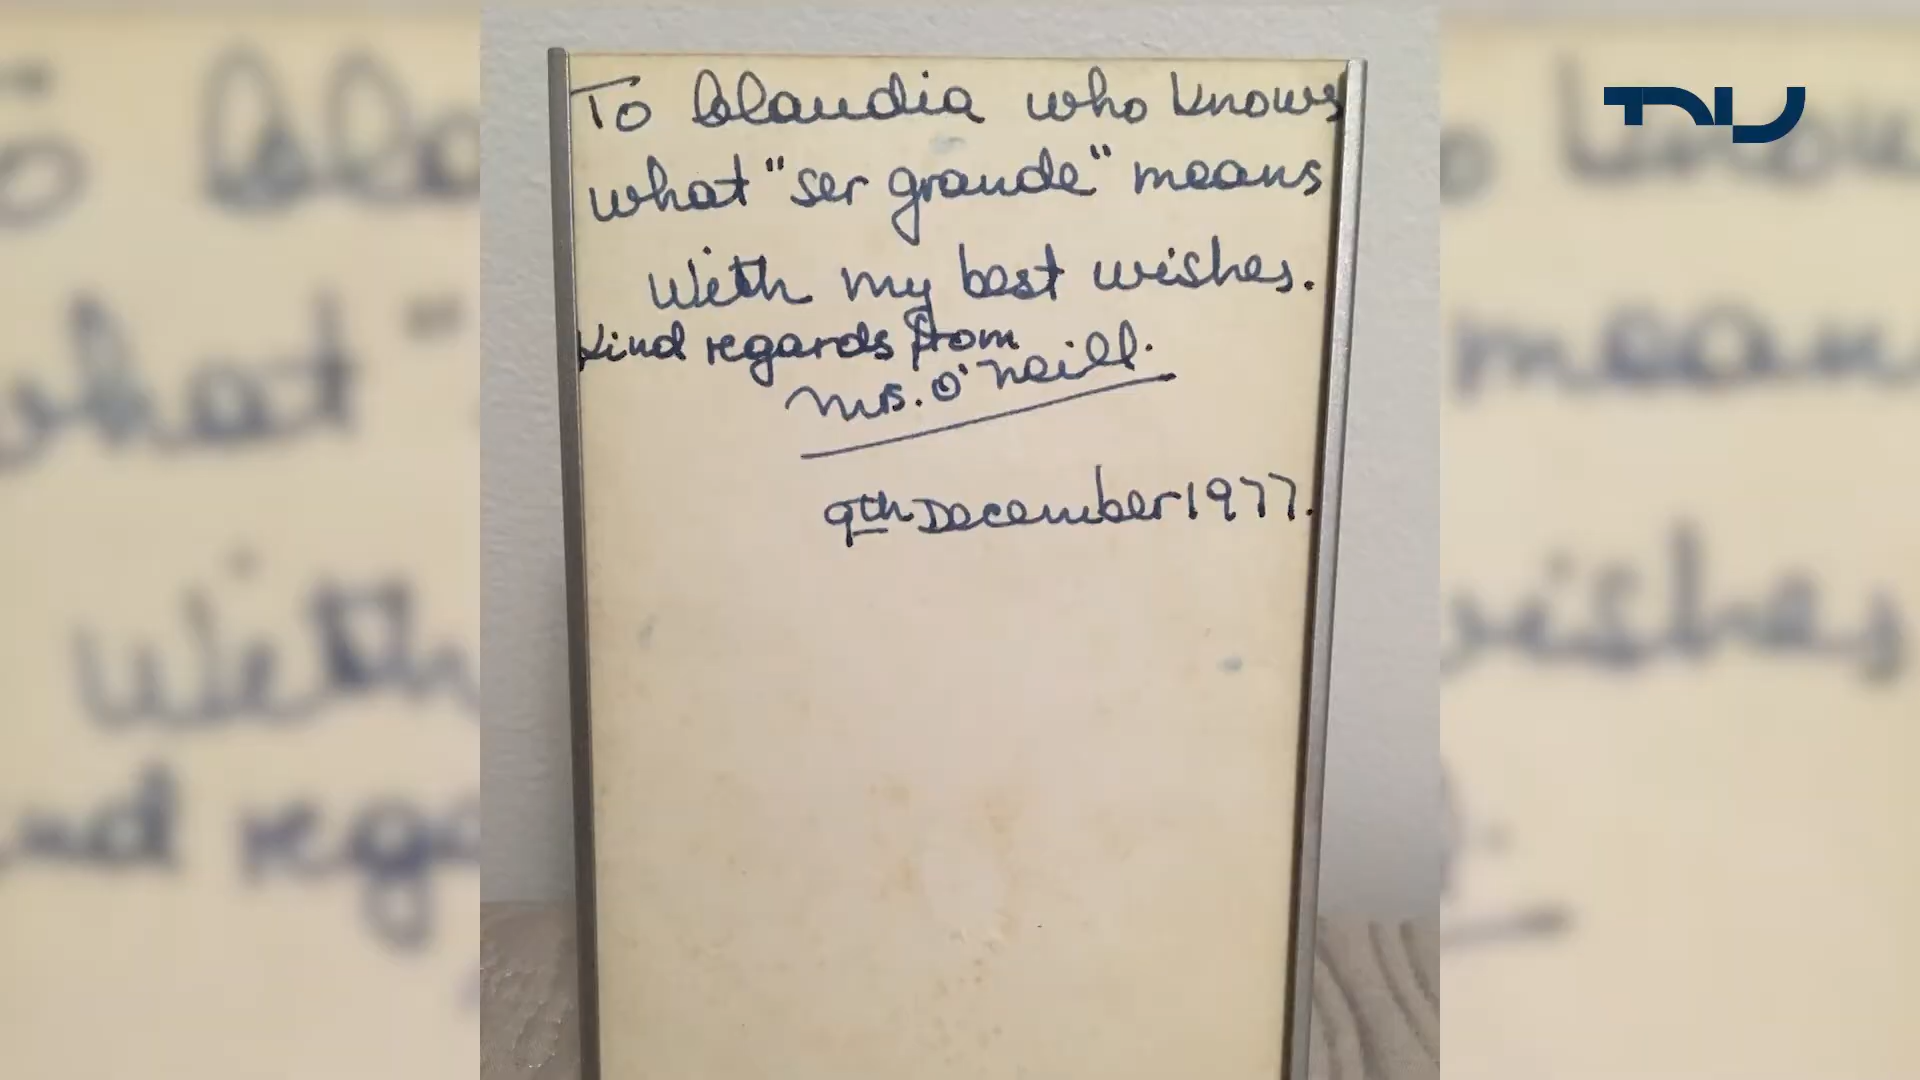 To Claudia who knows
what "ser grande" means
With my best wishes.
Kind regards from
Mrs. O'Neill.
9th December 1977.
TNU